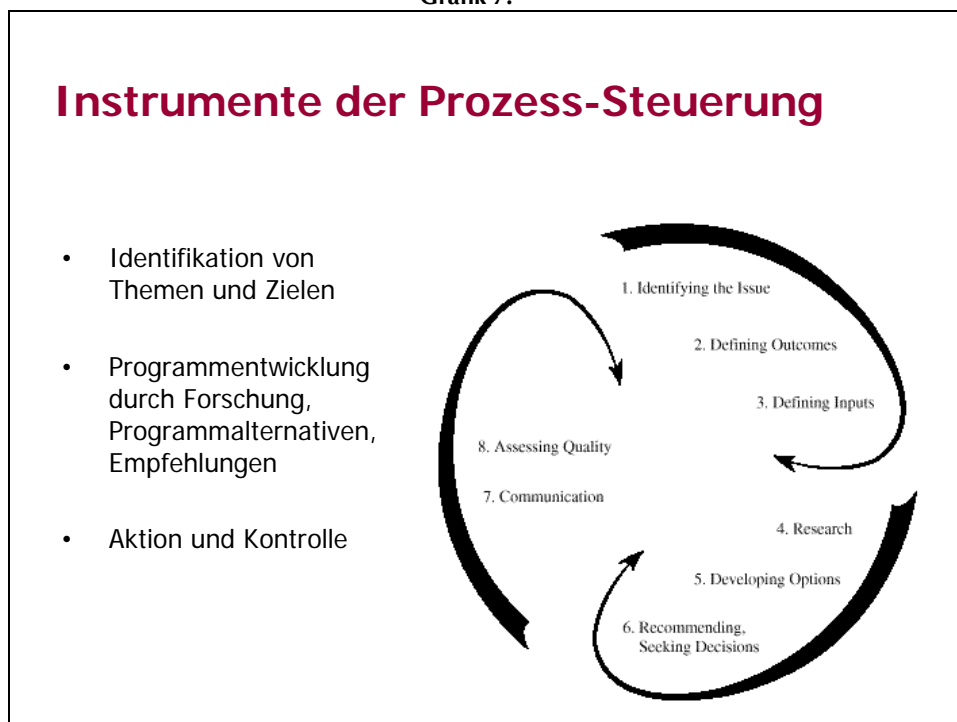 Grafik 7:
Instrumente der Prozess-Steuerung
• Identifikation von
Themen und Zielen
• Programmentwicklung
durch Forschung,
Programmalternativen,
Empfehlungen
• Aktion und Kontrolle
1. Identifying the Issue
2. Defining Outcomes
3. Defining Inputs
4. Research
5. Developing Options
6. Recommending,
Seeking Decisions
7. Communication
8. Assessing Quality